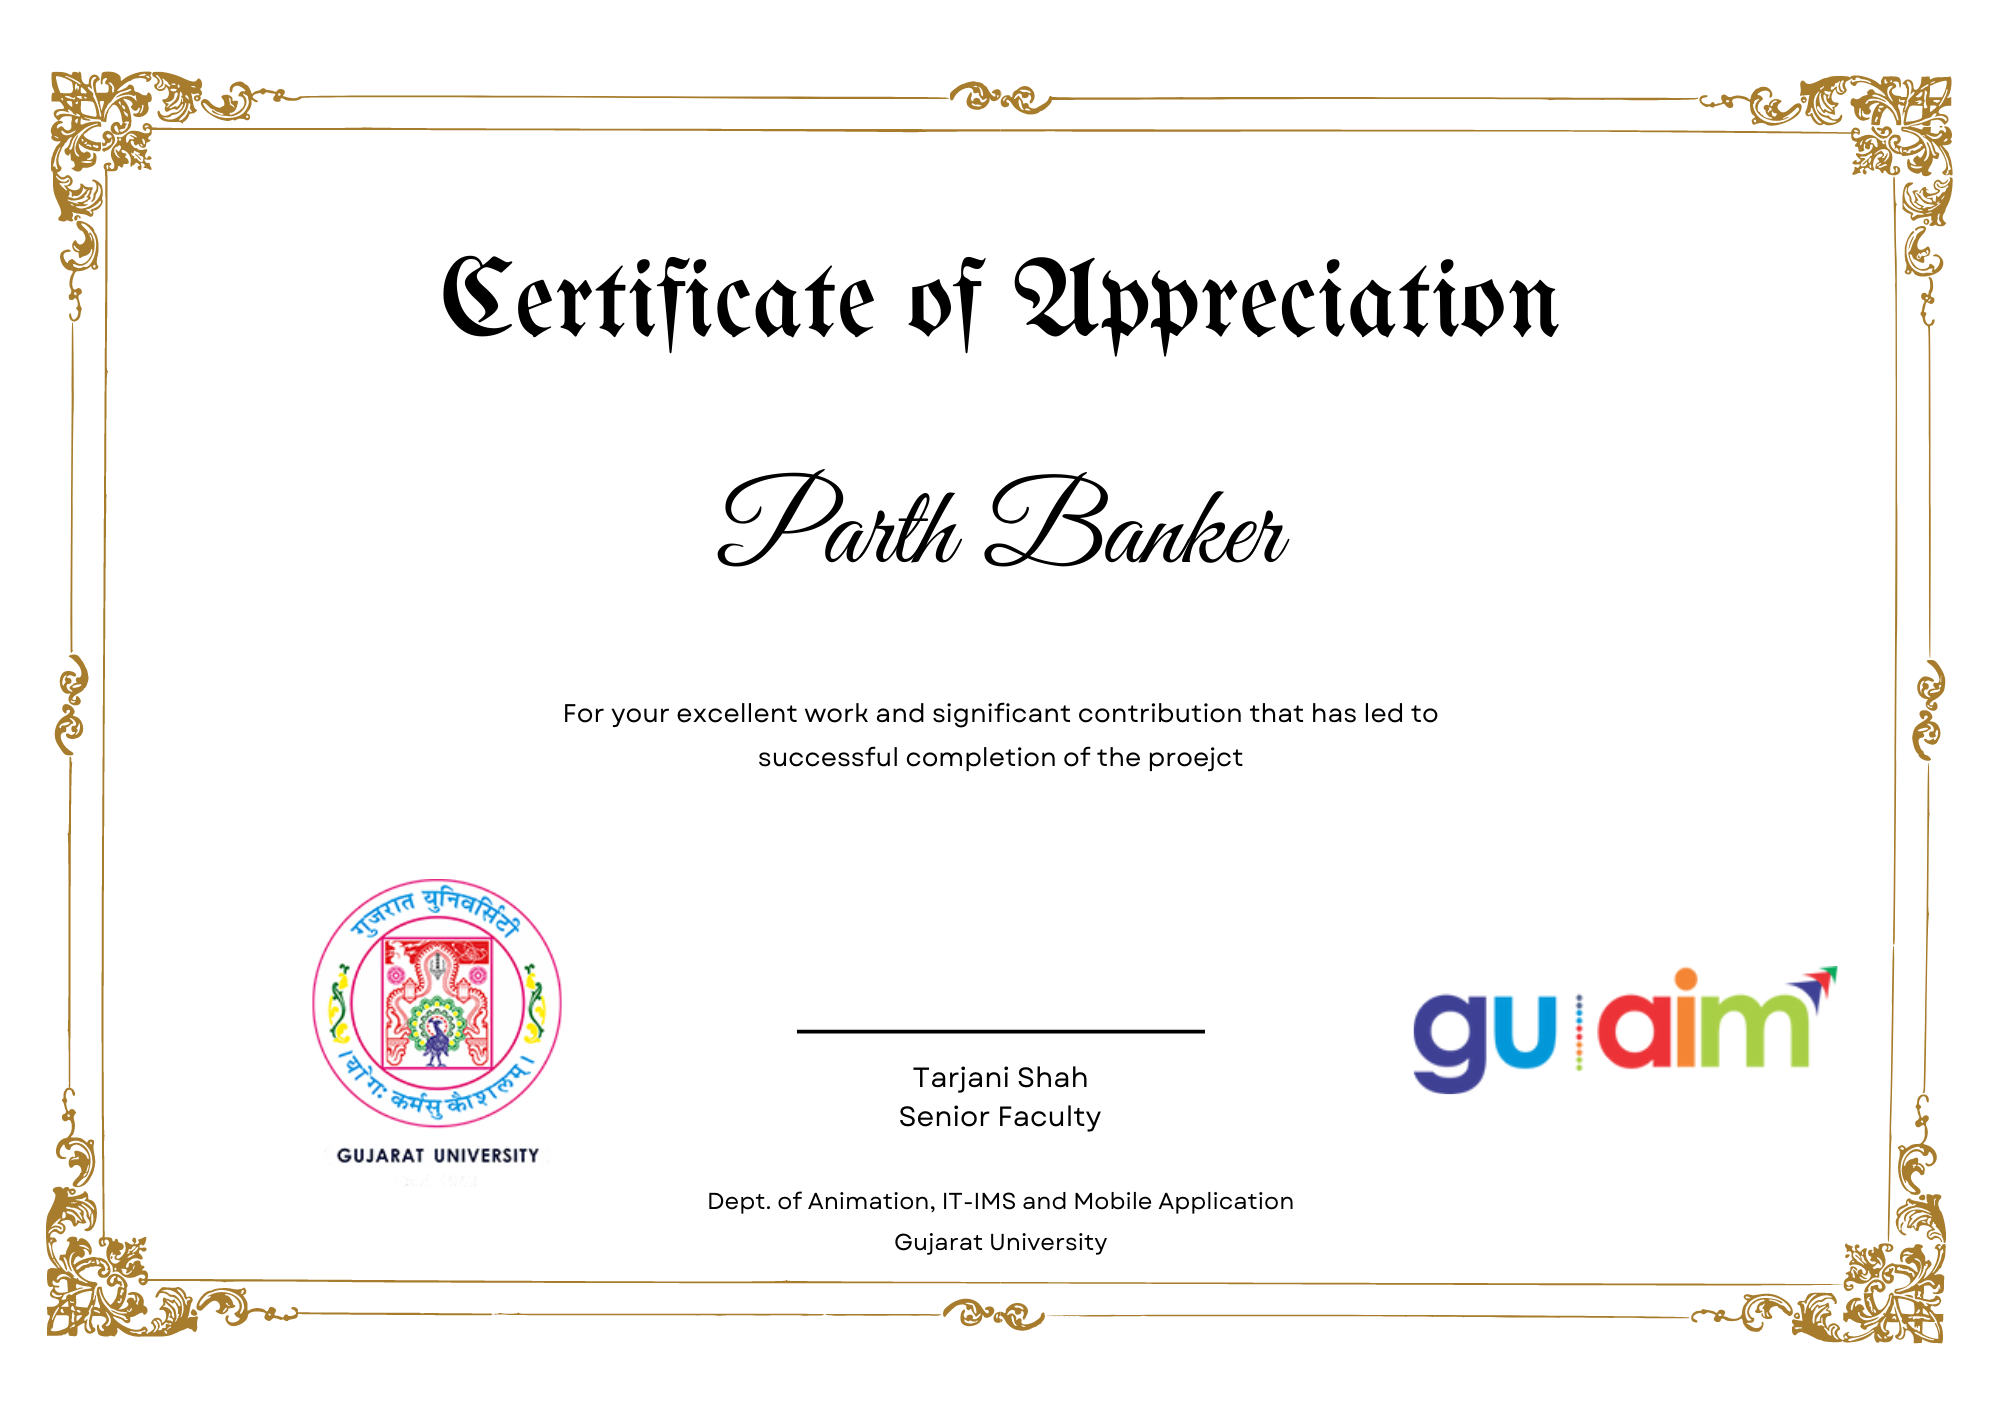 Certificate of Appreciation
Parth Banker
For your excellent work and significant contribution that has led to
successful completion of the proejct
गुजरात युनिवर्सिटी
।योगः कर्मसु कौशलम्।
GUJARAT UNIVERSITY
gu aim
Tarjani Shah
Senior Faculty
Dept. of Animation, IT-IMS and Mobile Application
Gujarat University